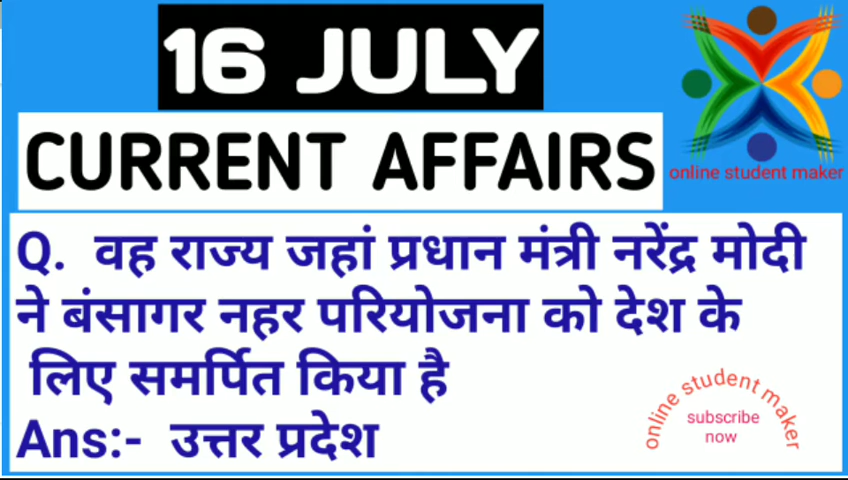 16 JULY
CURRENT AFFAIRS
online student maker
Q. वह राज्य जहां प्रधान मंत्री नरेंद्र मोदी
ने बंसागर नहर परियोजना को देश के
लिए समर्पित किया है
Ans:- उत्तर प्रदेश
online student maker
subscribe
now